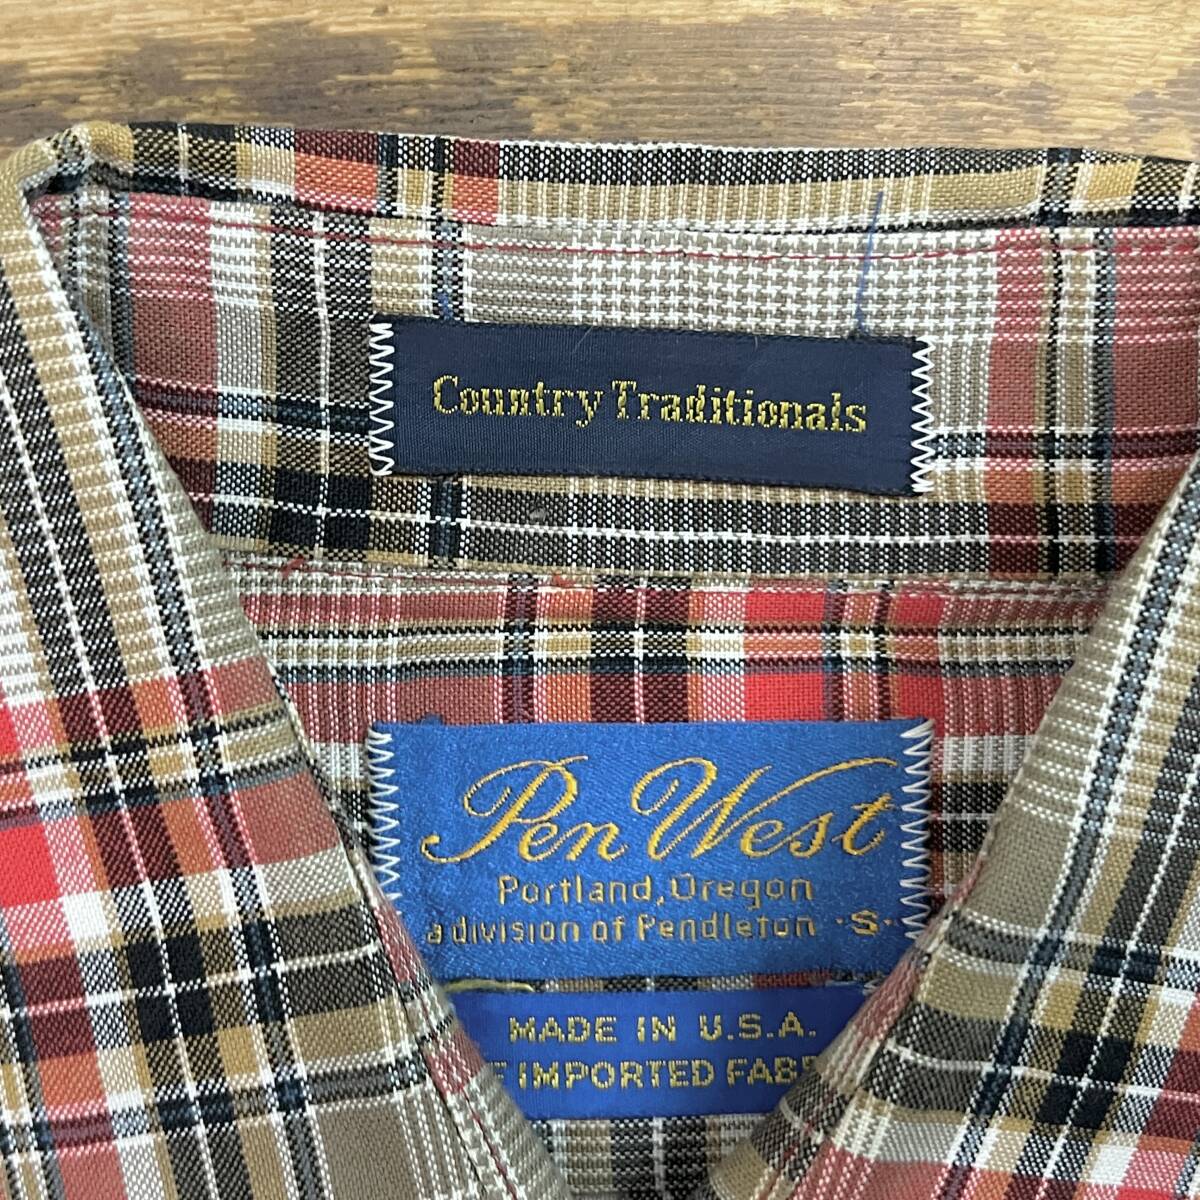 Country Traditionals
Pen West
Portland, Oregon
a division of Pendleton ·S·
MADE IN U.S.A.
IMPORTED